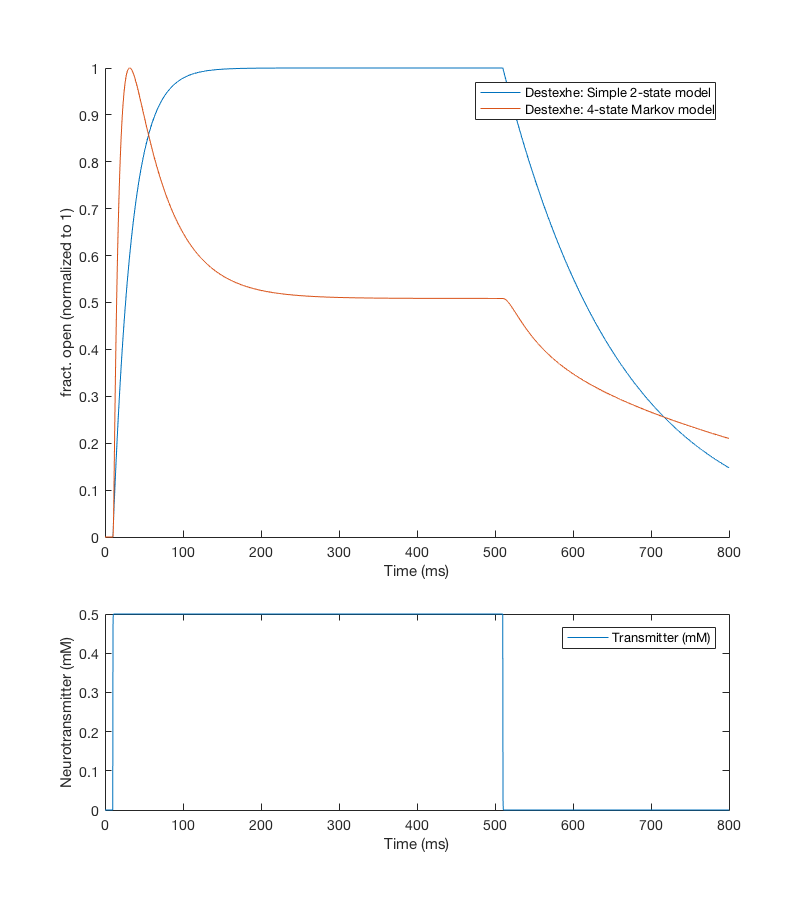 1
0.9
0.8
0.7
0.6
0.5
0.4
0.3
0.2
0.1
0
fract. open (normalized to 1)
Destexhe: Simple 2-state model
Destexhe: 4-state Markov model
0 100 200 300 400 500 600 700 800
Time (ms)
0.5
0.4
0.3
0.2
0.1
0
Neurotransmitter (mM)
Transmitter (mM)
0 100 200 300 400 500 600 700 800
Time (ms)